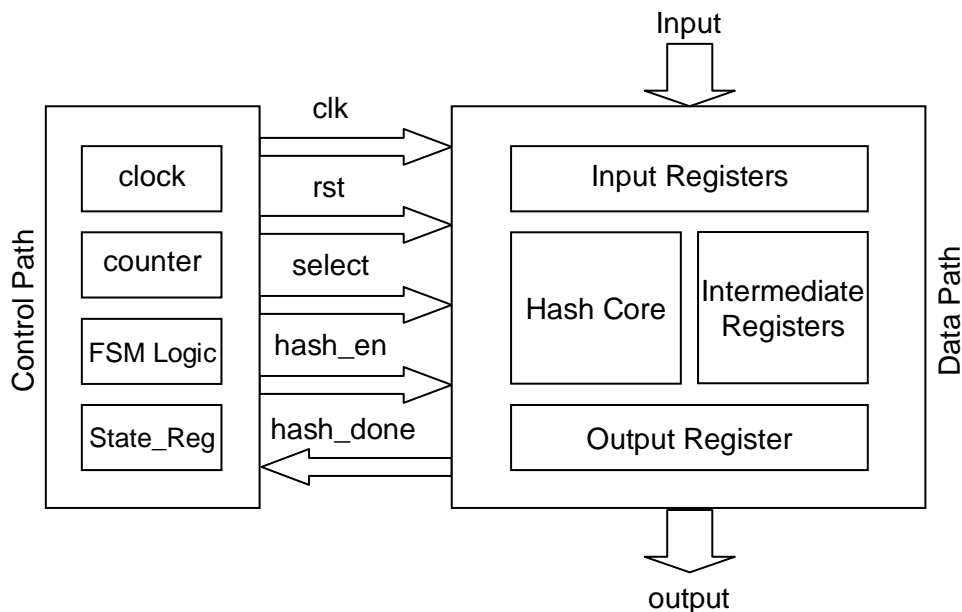 Input
Control Path
clock
counter
FSM Logic
State_Reg
clk
rst
select
hash_en
hash_done
Input Registers
Hash Core
Intermediate
Registers
Output Register
Data Path
output